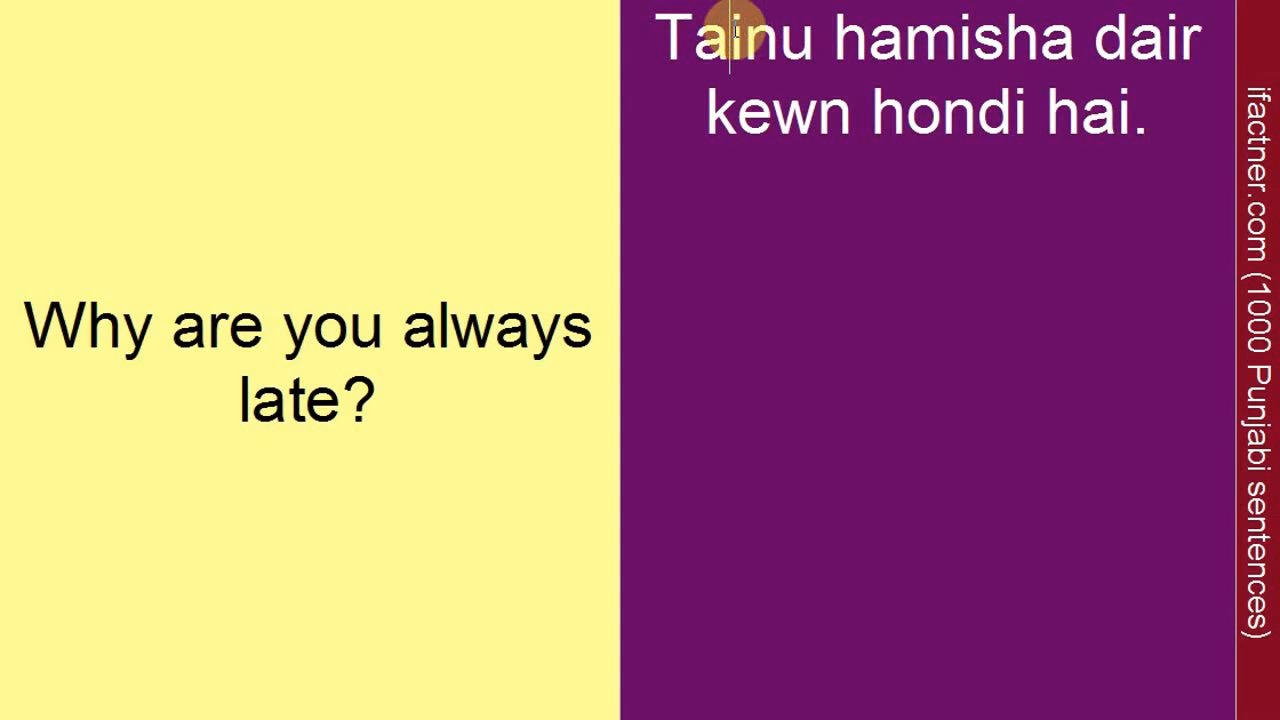 Why are you always
late?
Tainu hamisha dair
kewn hondi hai.
ifactner.com (1000 Punjabi sentences)